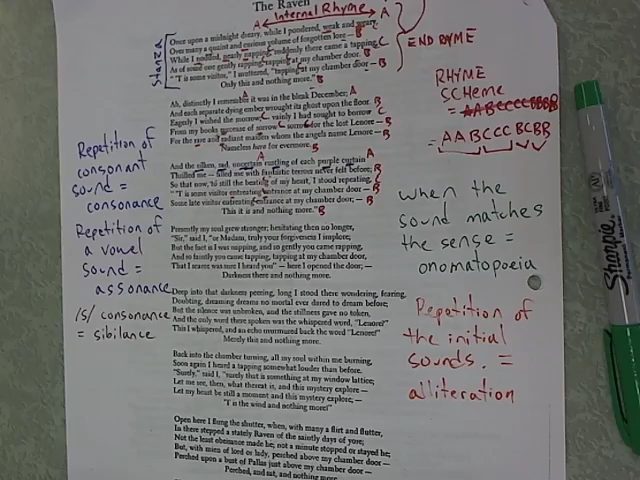 The Raven
A Internal Rhyme A
Stanza
Once upon a midnight dreary, while I pondered, weak and weary,
Over many a quaint and curious volume of forgotten lore — B
While I nodded, nearly napping, suddenly there came a tapping, C
As of some one gently rapping, rapping at my chamber door. B
"'T is some visitor," I muttered, "tapping at my chamber door — B
Only this and nothing more." B
END RHYME
RHYME
SCHeme
= AABCCCCBBB
= AABCCCBCBB
Ah, distinctly I remember it was in the bleak December; A
And each separate dying ember wrought its ghost upon the floor. B
Eagerly I wished the morrow; C vainly I had sought to borrow C
From my books surcease of sorrow C sorrow for the lost Lenore — B
For the rare and radiant maiden whom the angels name Lenore — B
Nameless here for evermore. B
A A
And the silken, sad, uncertain rustling of each purple curtain
Thrilled me — filled me with fantastic terrors never felt before; B
So that now, to still the beating of my heart, I stood repeating, C
"'T is some visitor entreating entrance at my chamber door — B
Some late visitor entreating entrance at my chamber door; — B
This it is and nothing more." B
Presently my soul grew stronger; hesitating then no longer,
"Sir," said I, "or Madam, truly your forgiveness I implore;
But the fact is I was napping, and so gently you came rapping,
And so faintly you came tapping, tapping at my chamber door,
That I scarce was sure I heard you" — here I opened the door; —
Darkness there and nothing more.
Deep into that darkness peering, long I stood there wondering, fearing,
Doubting, dreaming dreams no mortal ever dared to dream before;
But the silence was unbroken, and the stillness gave no token,
And the only word there spoken was the whispered word, "Lenore?"
This I whispered, and an echo murmured back the word "Lenore!"
Merely this and nothing more.
Back into the chamber turning, all my soul within me burning,
Soon again I heard a tapping somewhat louder than before.
"Surely," said I, "surely that is something at my window lattice;
Let me see, then, what thereat is, and this mystery explore —
Let my heart be still a moment and this mystery explore; —
'T is the wind and nothing more!"
Open here I flung the shutter, when, with many a flirt and flutter,
In there stepped a stately Raven of the saintly days of yore;
Not the least obeisance made he; not a minute stopped or stayed he;
But, with mien of lord or lady, perched above my chamber door —
Perched upon a bust of Pallas just above my chamber door —
Perched, and sat, and nothing more.
Repetition of
consonant
sound =
consonance
Repetition of
a vowel
sound =
assonance
/s/ consonance
= sibilance
when the
sound matches
the sense =
onomatopoeia
Repetition of
the initial
sounds. =
alliteration
Sharpie